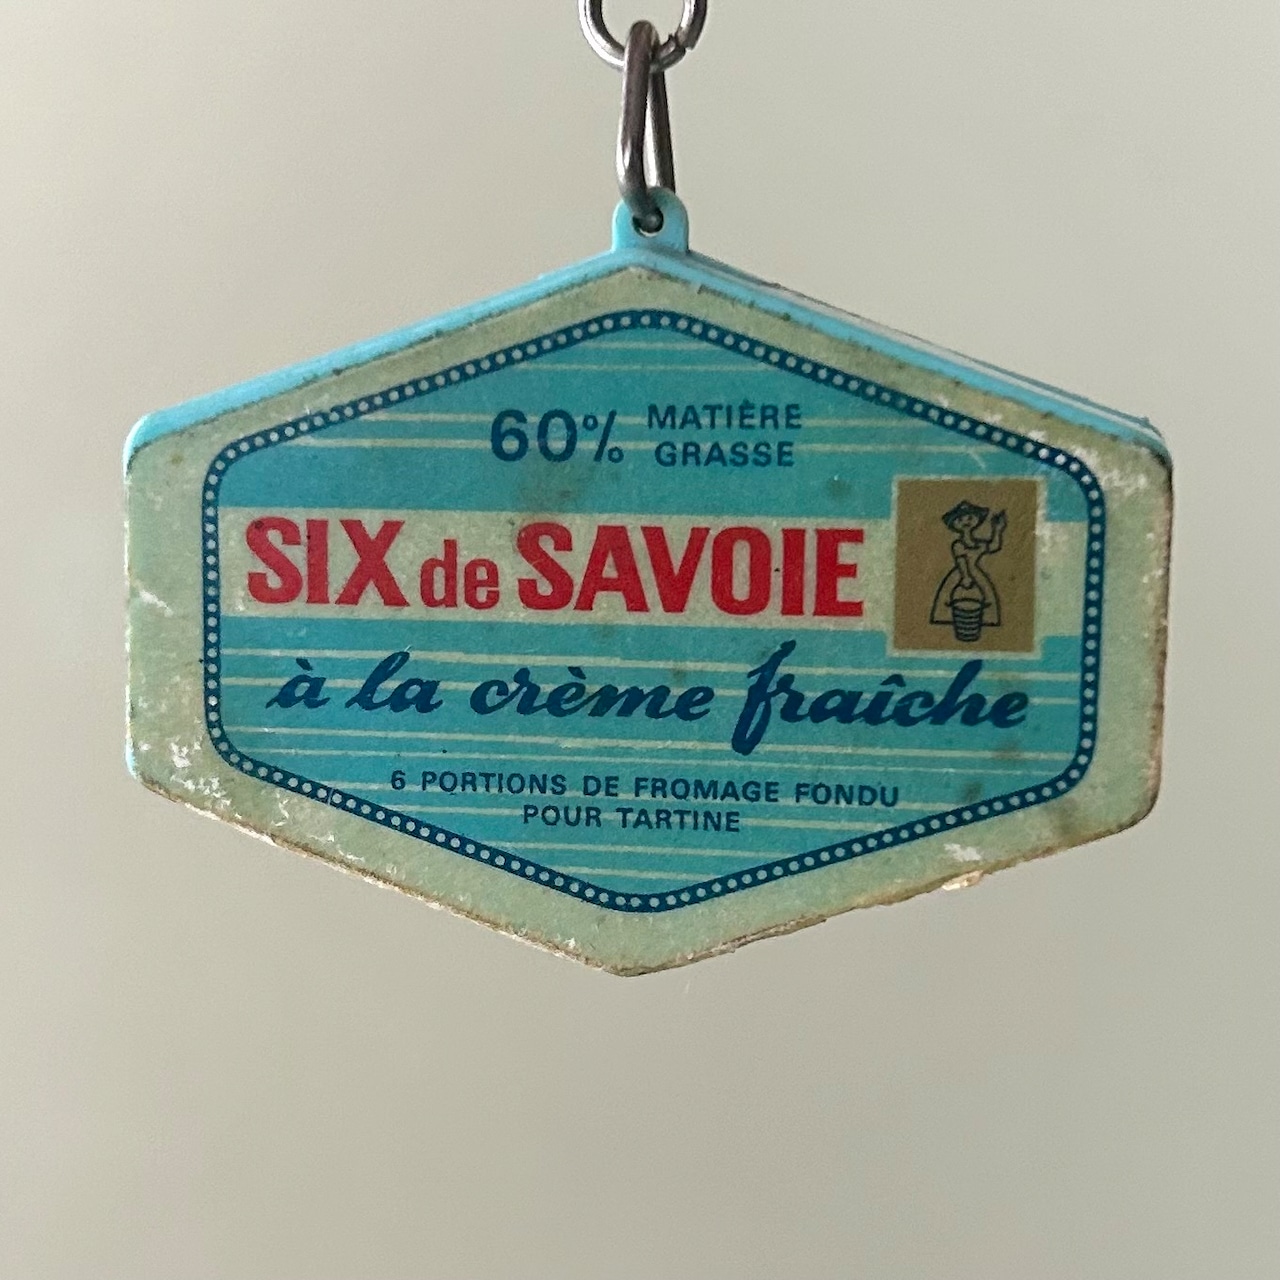 60% MATIÈRE
GRASSE
SIX de SAVOIE
à la crème fraîche
6 PORTIONS DE FROMAGE FONDU
POUR TARTINE